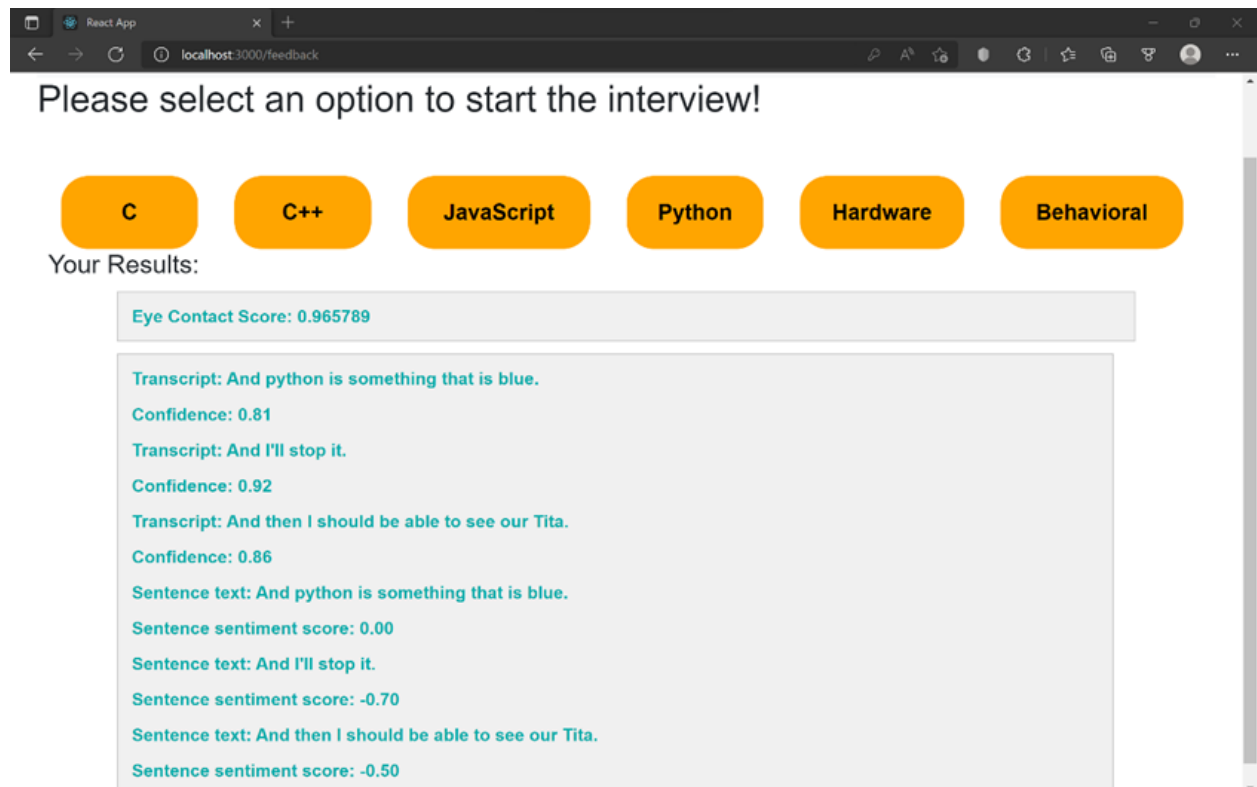 React App
localhost:3000/feedback
Please select an option to start the interview!
C
C++
JavaScript
Python
Hardware
Behavioral
Your Results:
Eye Contact Score: 0.965789
Transcript: And python is something that is blue.
Confidence: 0.81
Transcript: And I'll stop it.
Confidence: 0.92
Transcript: And then I should be able to see our Tita.
Confidence: 0.86
Sentence text: And python is something that is blue.
Sentence sentiment score: 0.00
Sentence text: And I'll stop it.
Sentence sentiment score: -0.70
Sentence text: And then I should be able to see our Tita.
Sentence sentiment score: -0.50